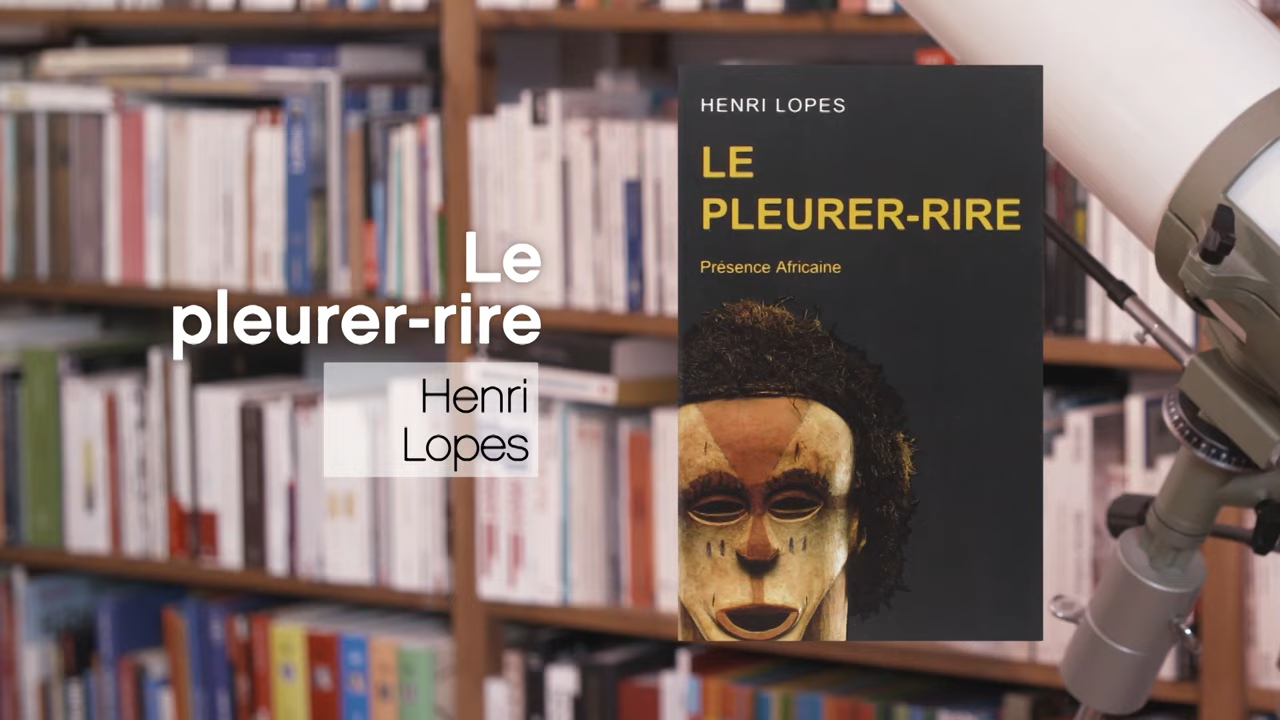 Le
pleurer-rire
Henri
Lopes
HENRI LOPES
LE
PLEURER-RIRE
Présence Africaine